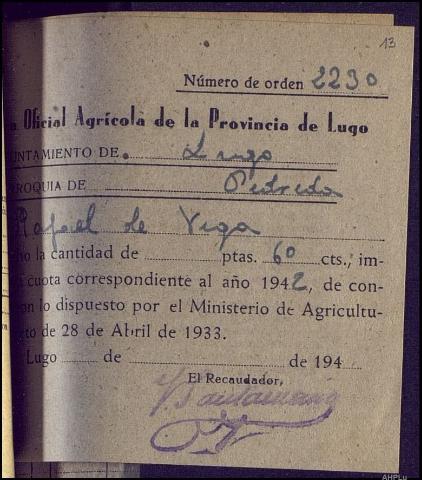 13
Número de orden 2230
Oficial Agrícola de la Provincia de Lugo
UNTAMIENTO DE Lugo
ROQUIA DE
Rafael de Vega
la cantidad de ptas. 60 cts., im-
cuota correspondiente al año 1942, de con-
lo dispuesto por el Ministerio de Agricultu-
to de 28 de Abril de 1933.
Lugo de de 194
El Recaudador,
AHPLu